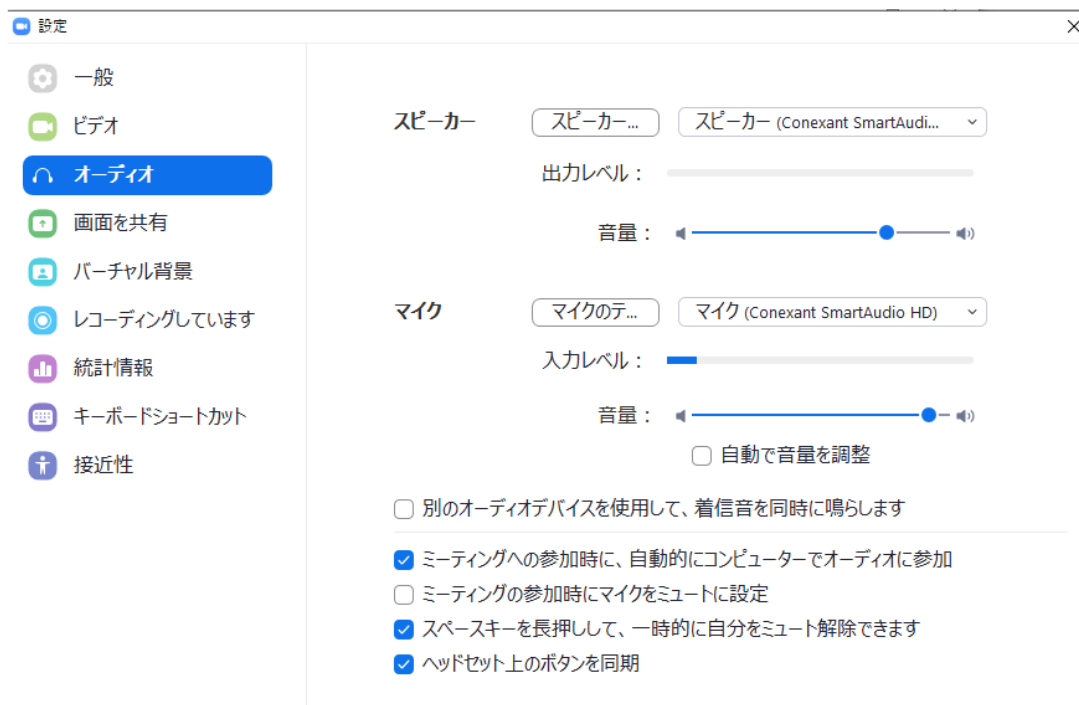 設定
一般
ビデオ
オーディオ
画面を共有
バーチャル背景
レコーディングしています
統計情報
キーボードショートカット
接近性
スピーカー スピーカー... スピーカー (Conexant SmartAudi...
出力レベル：
音量：
マイク マイクのテ... マイク (Conexant SmartAudio HD)
入力レベル：
音量：
自動で音量を調整
別のオーディオデバイスを使用して、着信音を同時に鳴らします
ミーティングへの参加時に、自動的にコンピューターでオーディオに参加
ミーティングの参加時にマイクをミュートに設定
スペースキーを長押しして、一時的に自分をミュート解除できます
ヘッドセット上のボタンを同期